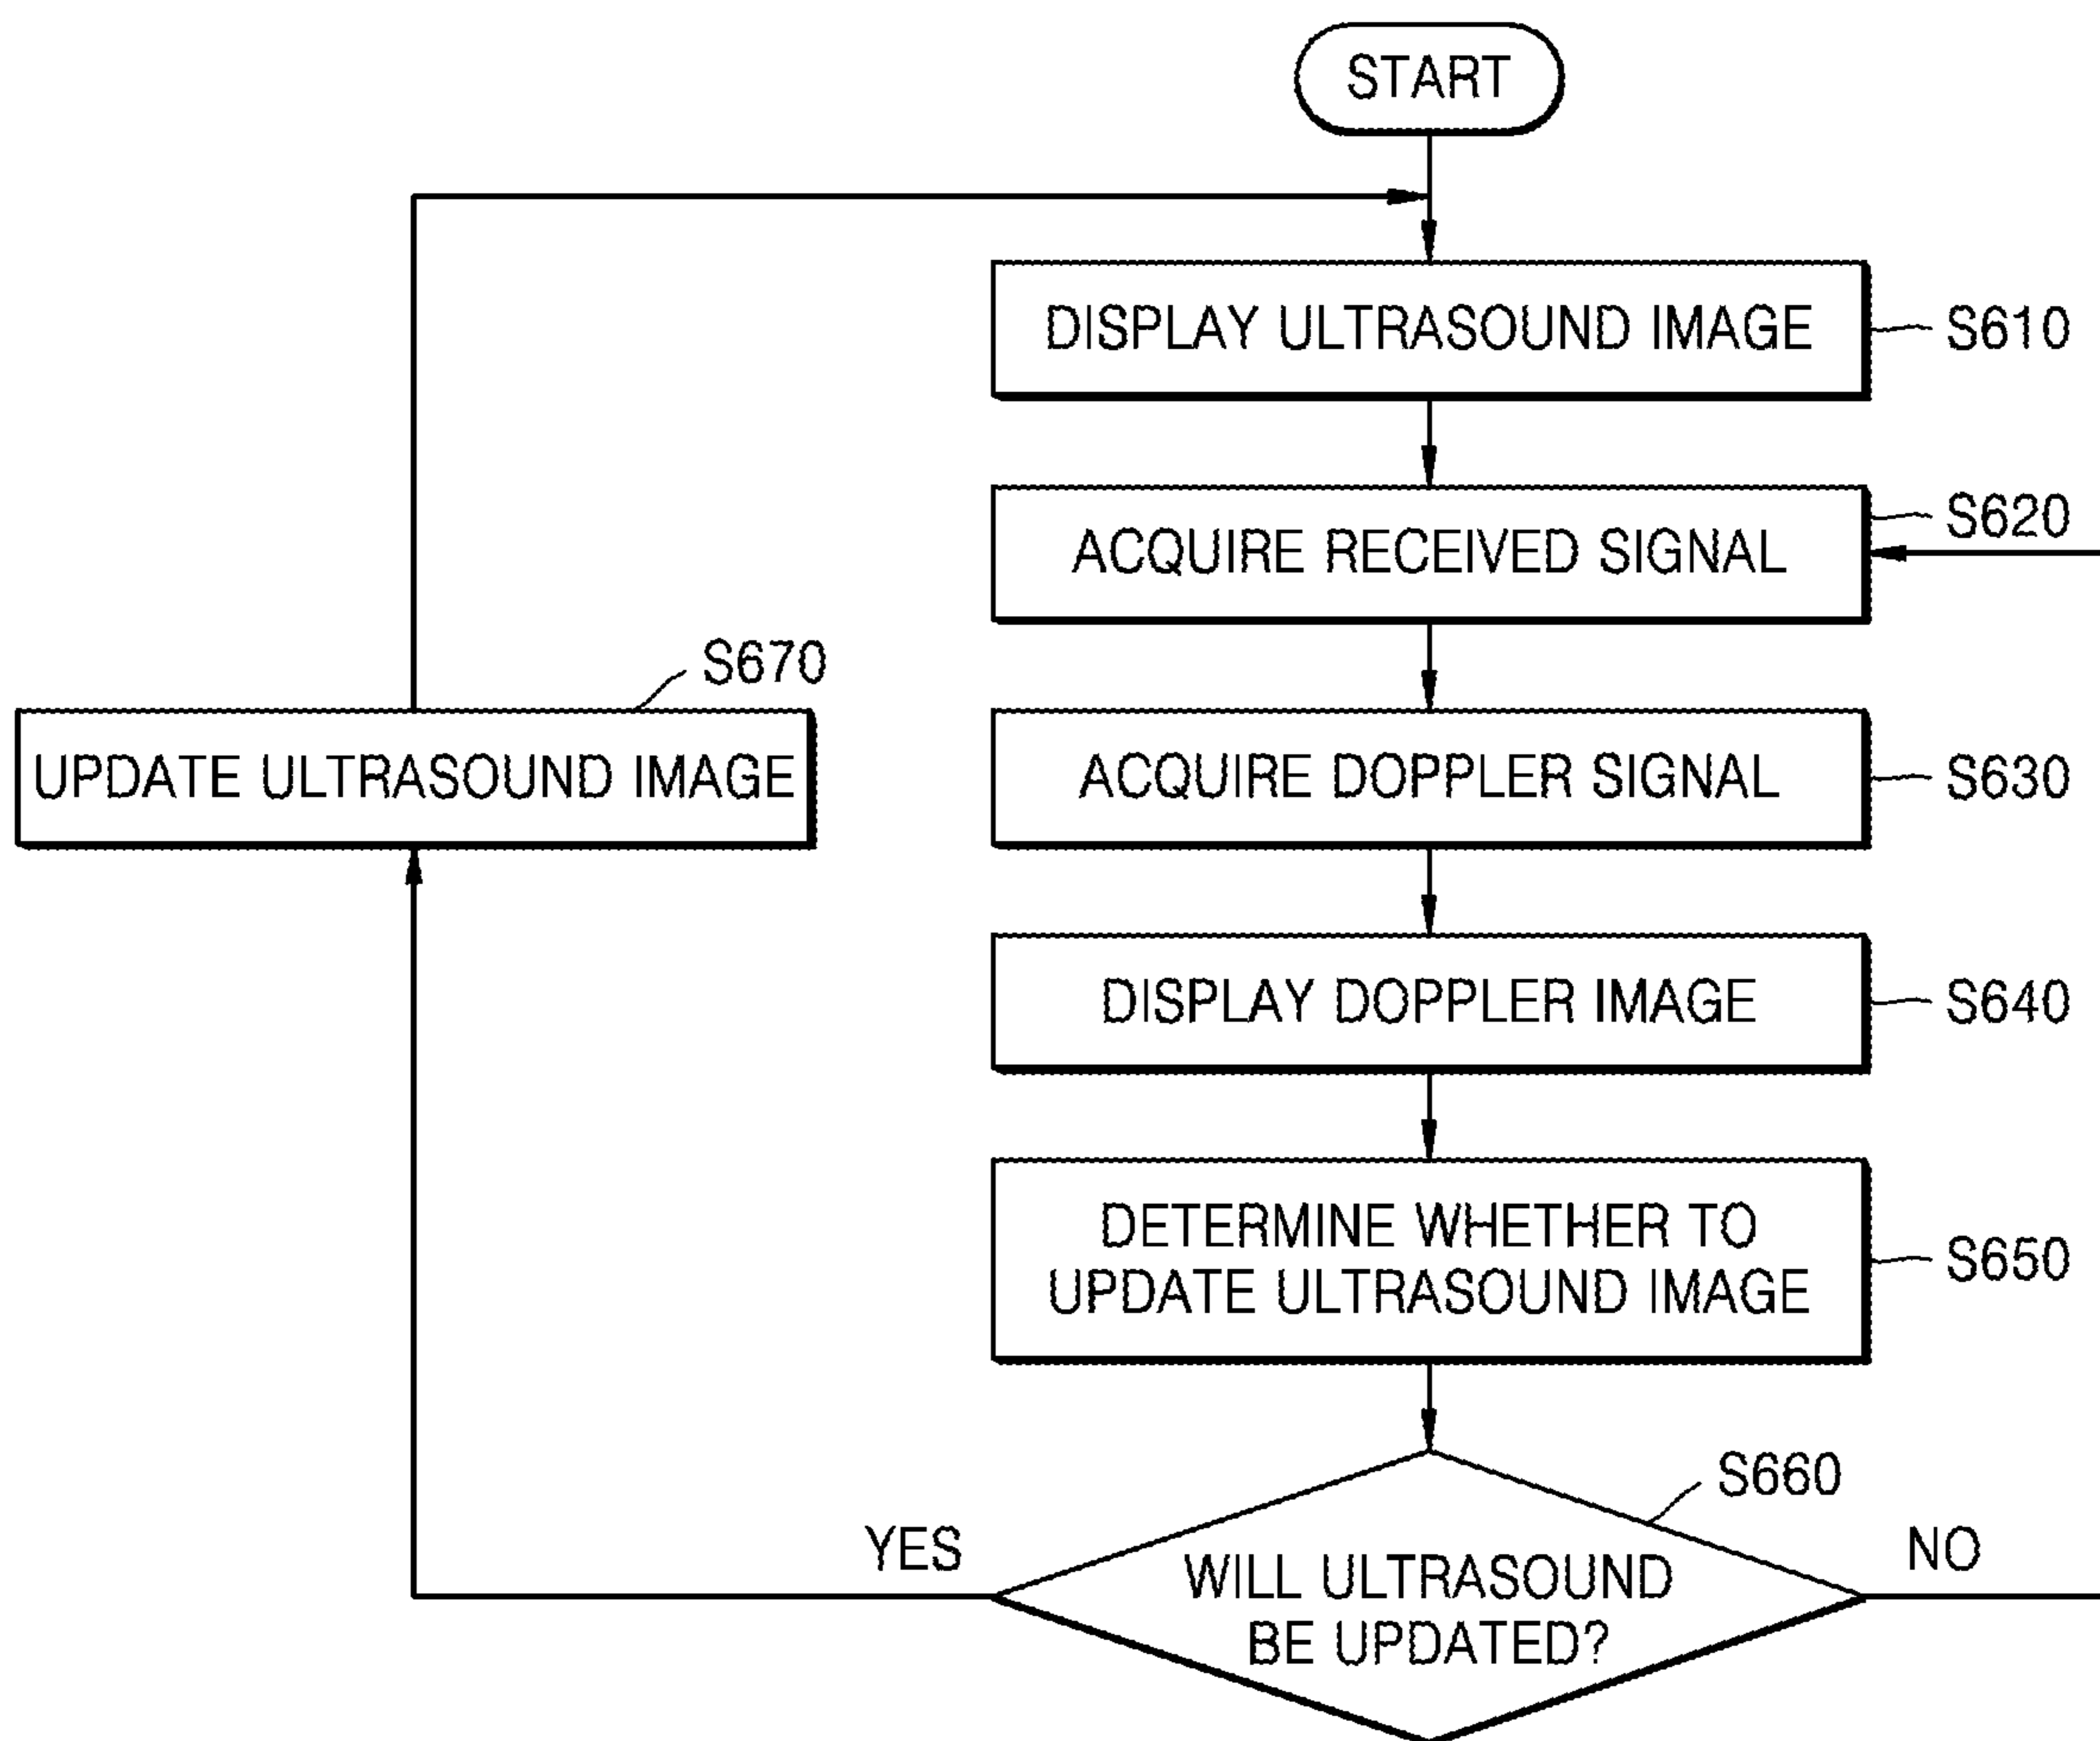 START
DISPLAY ULTRASOUND IMAGE
S610
ACQUIRE RECEIVED SIGNAL
S620
S670
UPDATE ULTRASOUND IMAGE
ACQUIRE DOPPLER SIGNAL
S630
DISPLAY DOPPLER IMAGE
S640
DETERMINE WHETHER TO
UPDATE ULTRASOUND IMAGE
S650
S660
YES
NO
WILL ULTRASOUND
BE UPDATED?